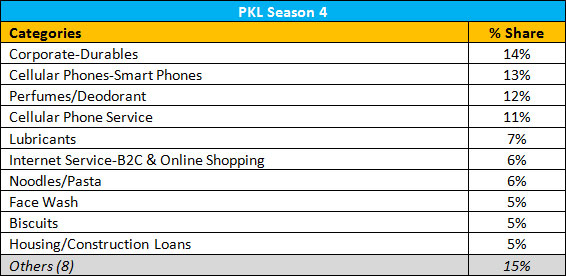 PKL Season 4
Categories % Share
Corporate-Durables 14%
Cellular Phones-Smart Phones 13%
Perfumes/Deodorant 12%
Cellular Phone Service 11%
Lubricants 7%
Internet Service-B2C & Online Shopping 6%
Noodles/Pasta 6%
Face Wash 5%
Biscuits 5%
Housing/Construction Loans 5%
Others (8) 15%